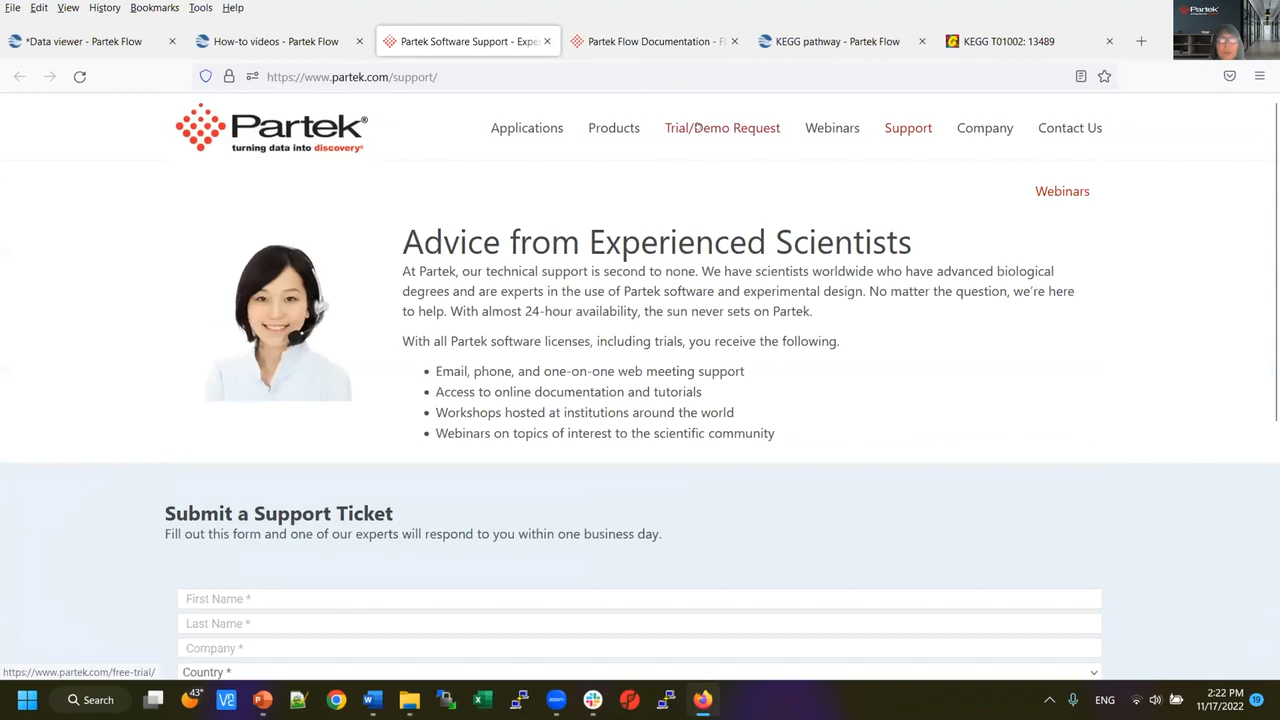 File Edit View History Bookmarks Tools Help
*Data viewer - Partek Flow
How-to videos - Partek Flow
Partek Software Support - Expe
Partek Flow Documentation - F
KEGG pathway - Partek Flow
KEGG T01002: 13489
Partek
https://www.partek.com/support/
Partek
turning data into discovery®
Applications Products Trial/Demo Request Webinars Support Company Contact Us
Webinars
Advice from Experienced Scientists
At Partek, our technical support is second to none. We have scientists worldwide who have advanced biological
degrees and are experts in the use of Partek software and experimental design. No matter the question, we're here
to help. With almost 24-hour availability, the sun never sets on Partek.
With all Partek software licenses, including trials, you receive the following.
• Email, phone, and one-on-one web meeting support
• Access to online documentation and tutorials
• Workshops hosted at institutions around the world
• Webinars on topics of interest to the scientific community
Submit a Support Ticket
Fill out this form and one of our experts will respond to you within one business day.
First Name *
Last Name *
Company *
Country *
https://www.partek.com/free-trial/
Search
43°
ENG
2:22 PM
11/17/2022
19